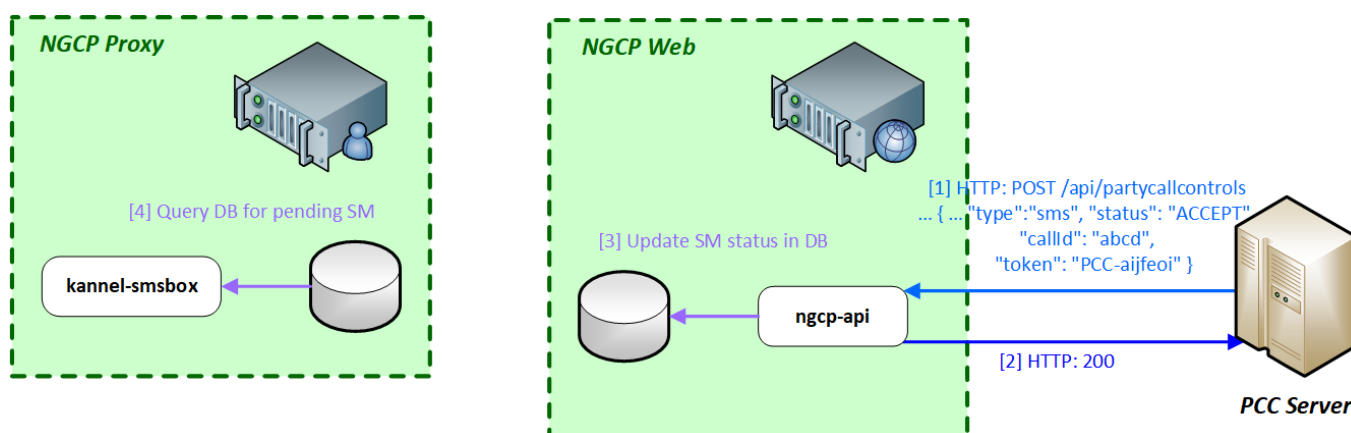 NGCP Proxy
[4] Query DB for pending SM
kannel-smsbox
NGCP Web
[3] Update SM status in DB
ngcp-api
[1] HTTP: POST /api/partycallcontrols
... { ... "type":"sms", "status": "ACCEPT"
"callId": "abcd",
"token": "PCC-aijfeoi" }
[2] HTTP: 200
PCC Server